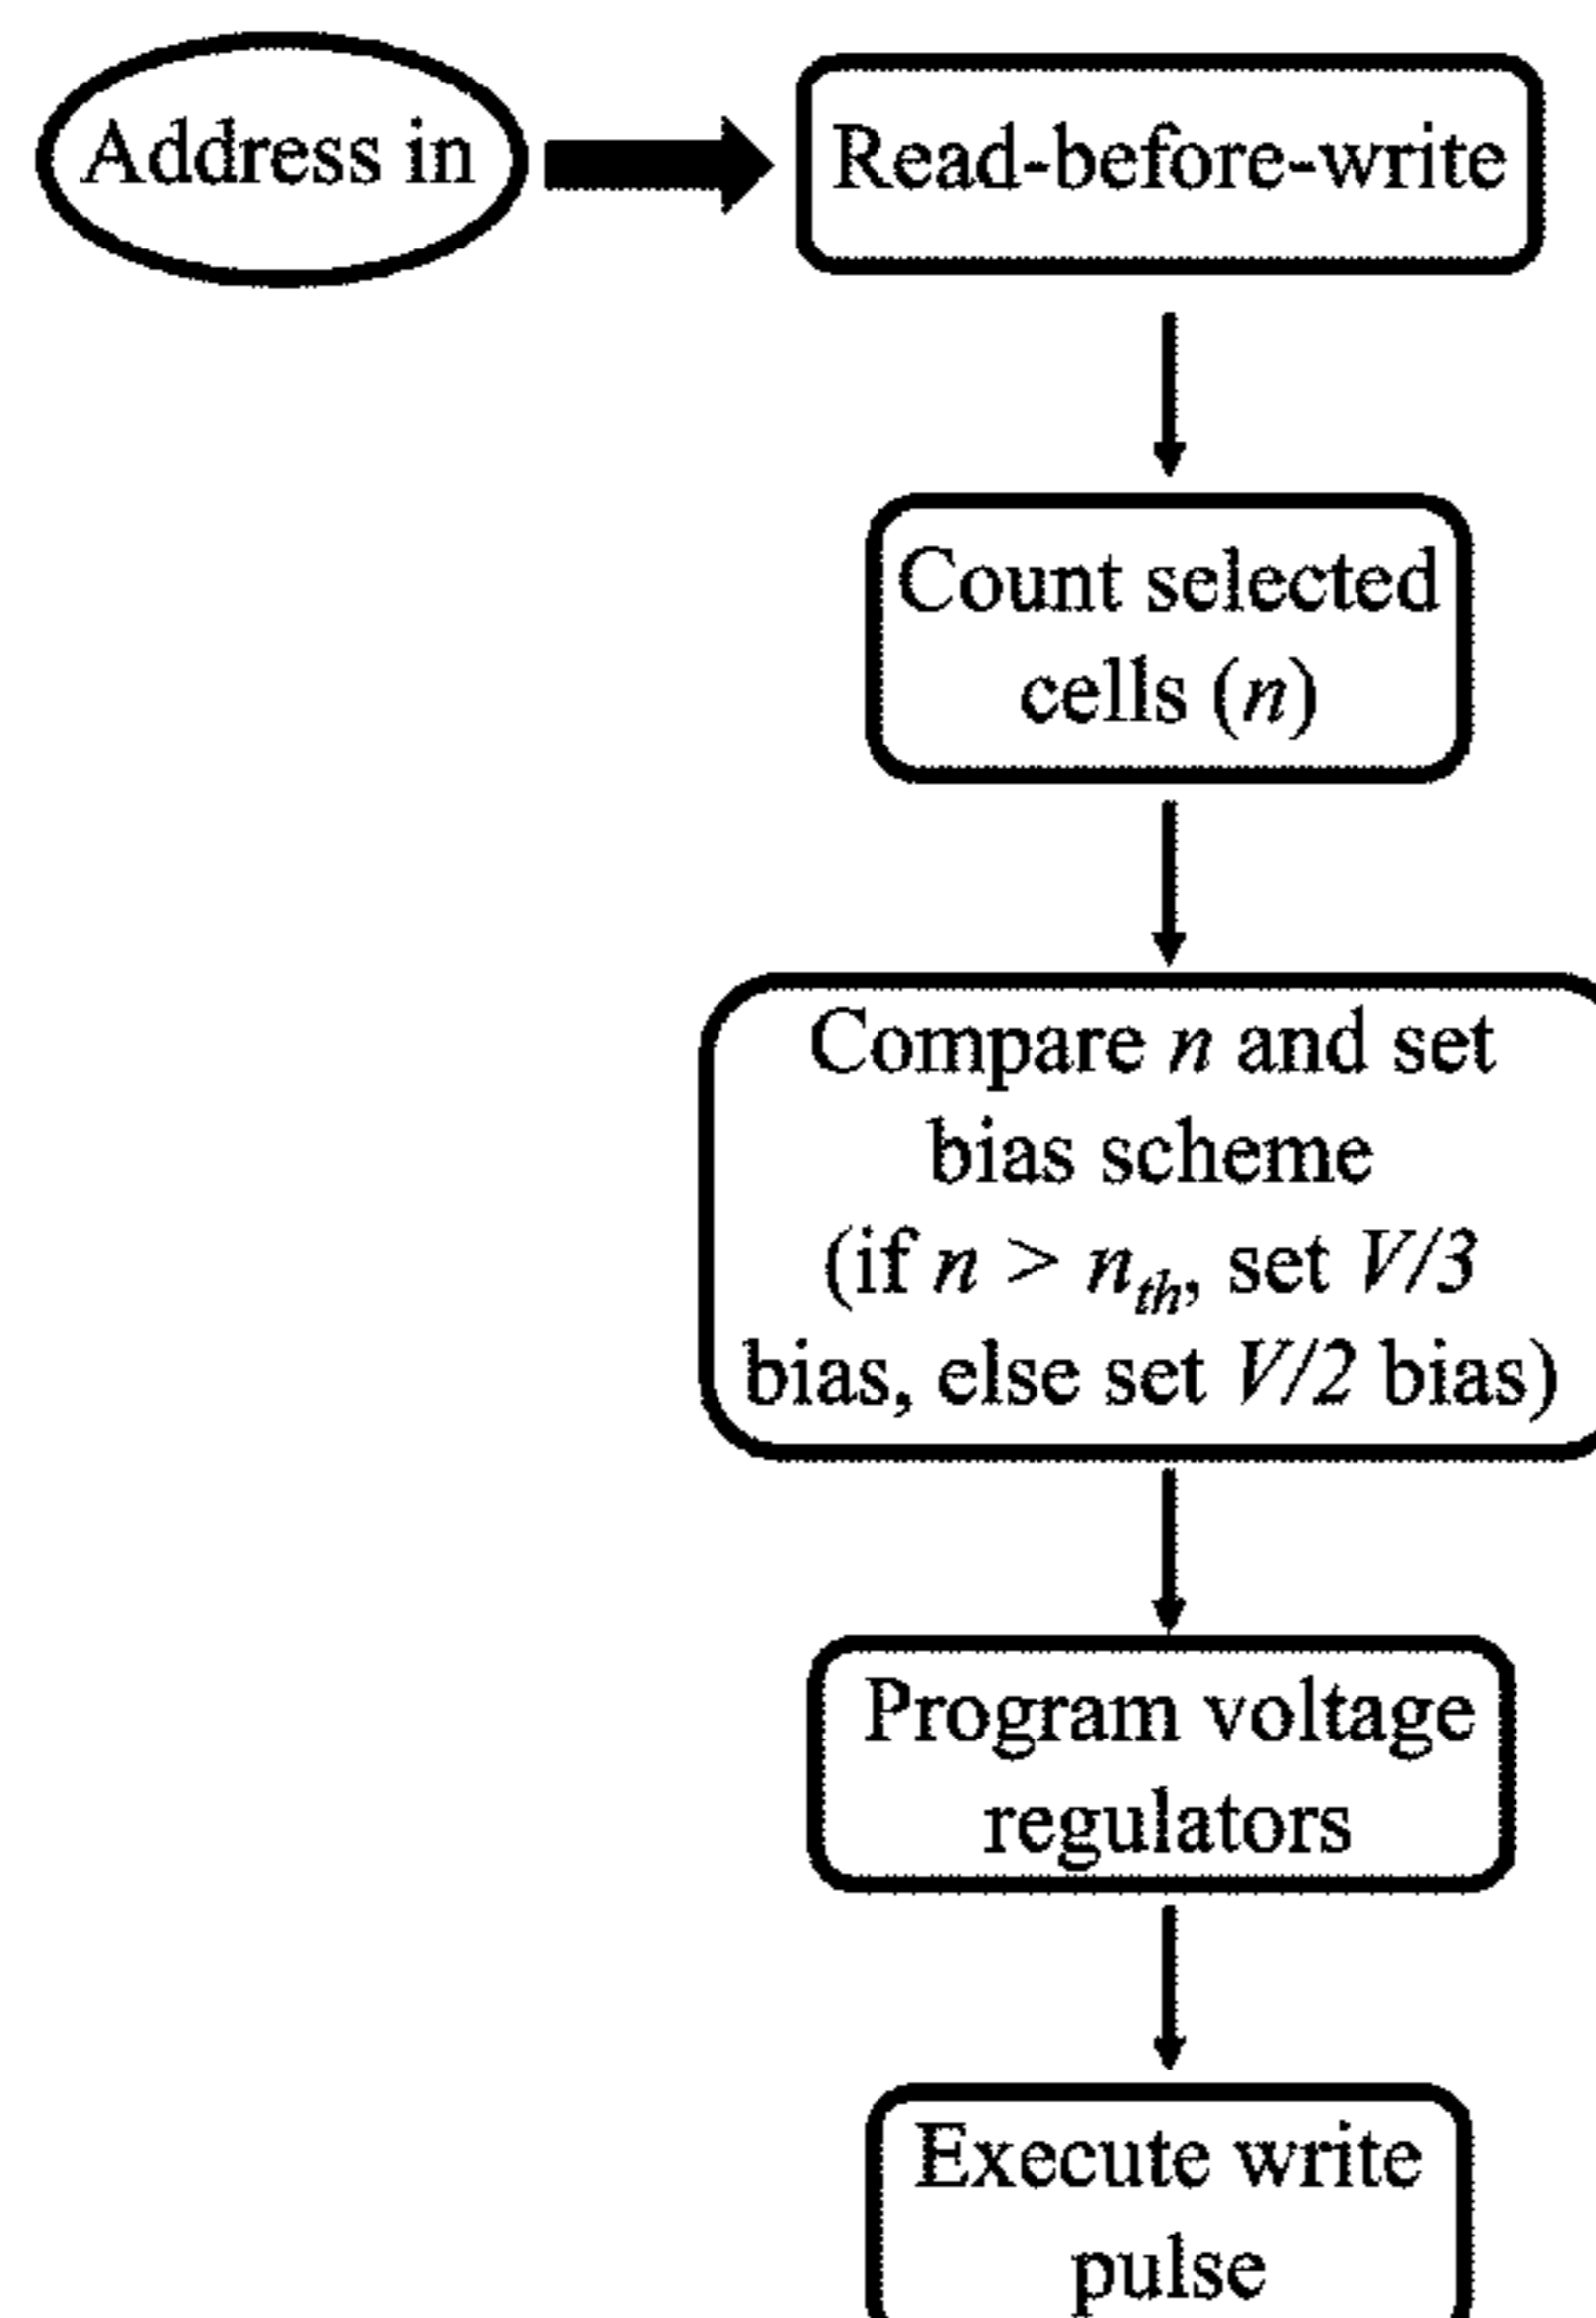 Address in
Read-before-write
Count selected
cells (n)
Compare n and set
bias scheme
(if n > nth, set V/3
bias, else set V/2 bias)
Program voltage
regulators
Execute write
pulse